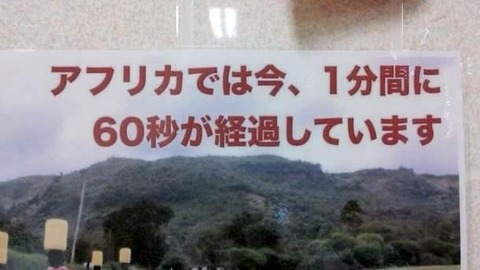 アフリカでは今、1分間に
60秒が経過しています